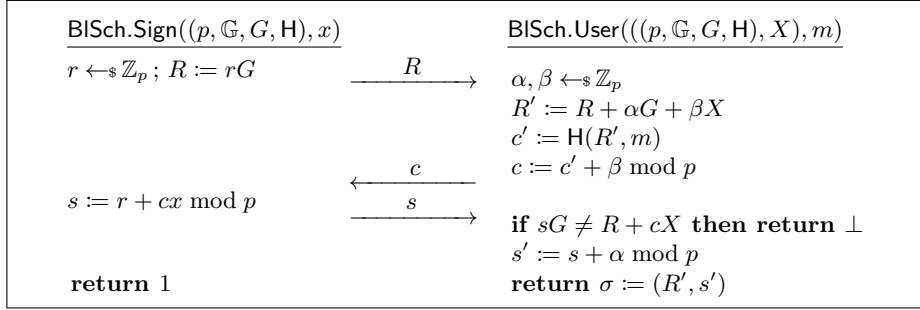 BlSch.Sign((p, 𝔾, G, H), x) BlSch.User(((p, 𝔾, G, H), X), m)
r ←$ ℤp ; R := rG R α, β ←$ ℤp
R′ := R + αG + βX
c′ := H(R′, m)
c c := c′ + β mod p
s := r + cx mod p s
if sG ≠ R + cX then return ⊥
s′ := s + α mod p
return 1 return σ := (R′, s′)